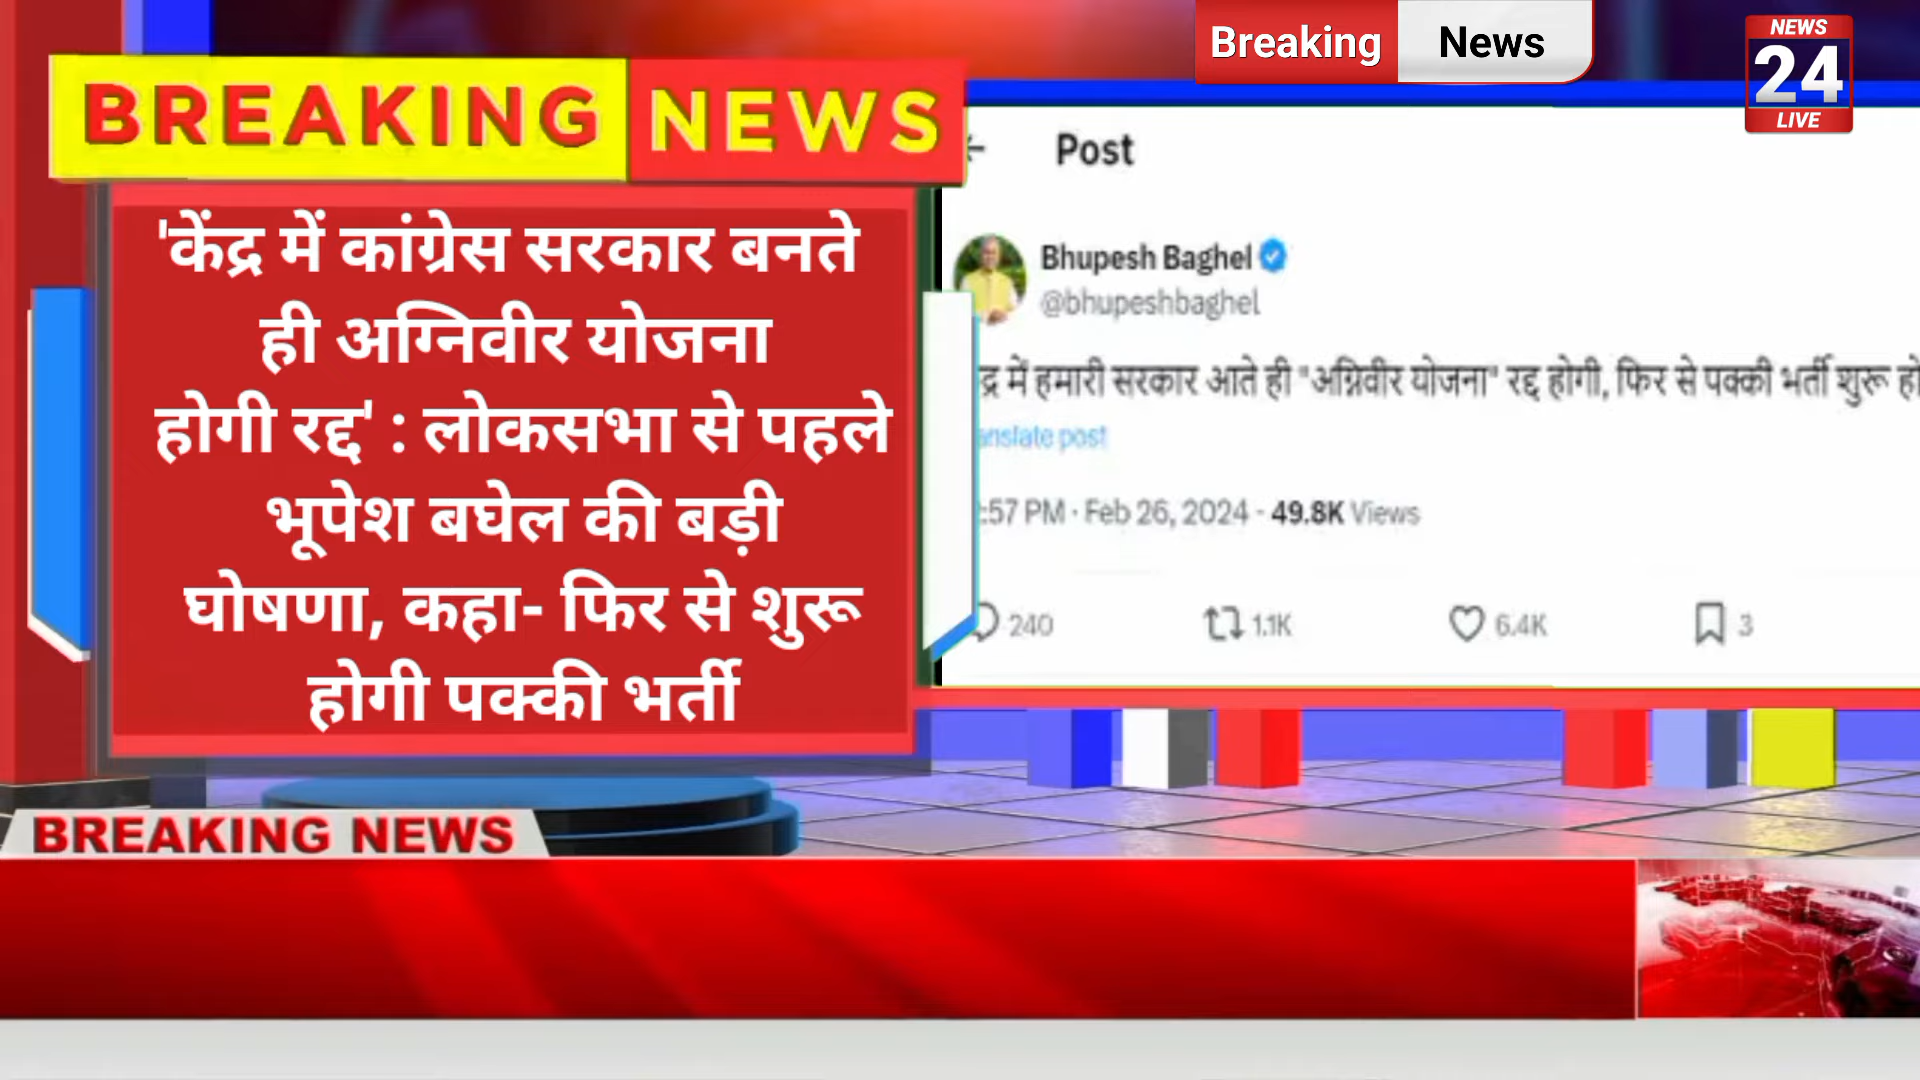 Breaking News
NEWS
24
LIVE
BREAKING NEWS
'केंद्र में कांग्रेस सरकार बनते
ही अग्निवीर योजना
होगी रद्द' : लोकसभा से पहले
भूपेश बघेल की बड़ी
घोषणा, कहा- फिर से शुरू
होगी पक्की भर्ती
Post
Bhupesh Baghel
@bhupeshbaghel
में हमारी सरकार आते ही "अग्निवीर योजना" रद्द होगी, फिर से पक्की भर्ती शुरू
post
:57 PM · Feb 26, 2024 · 49.8K Views
240 1.1K 6.4K 3
BREAKING NEWS